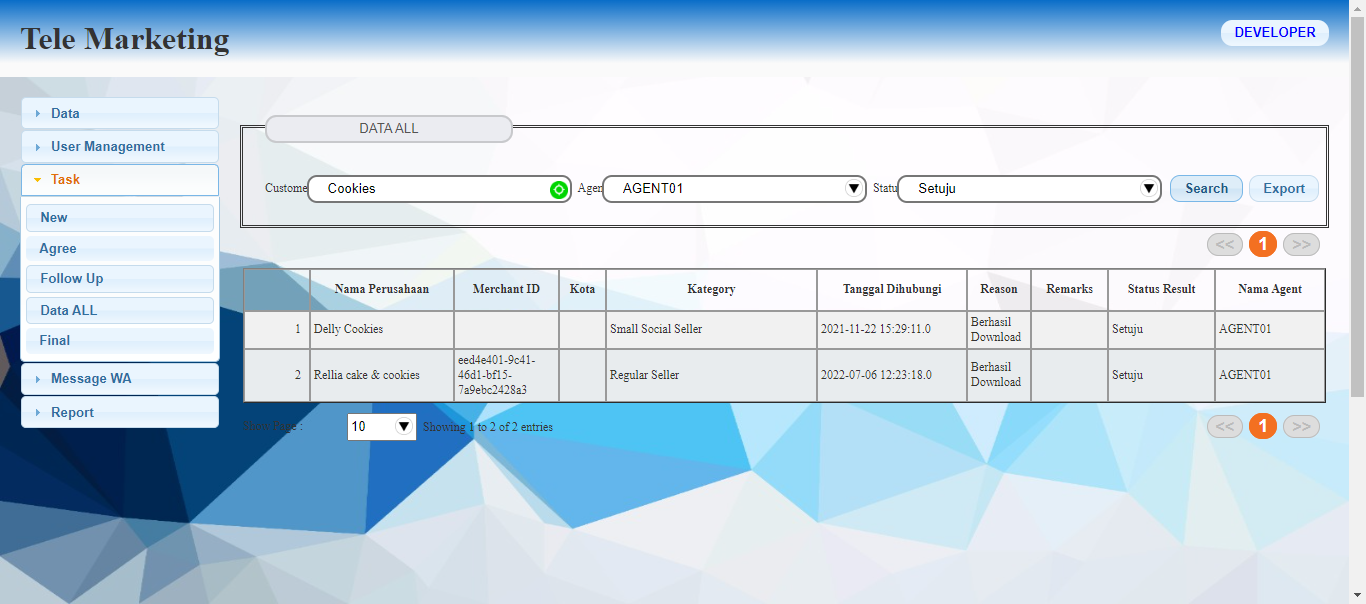 Tele Marketing
DEVELOPER
Data
User Management
Task
New
Agree
Follow Up
Data ALL
Final
Message WA
Report
DATA ALL
Custome Cookies Agen AGENT01 Statu Setuju Search Export
<< 1 >>
Nama Perusahaan Merchant ID Kota Kategory Tanggal Dihubungi Reason Remarks Status Result Nama Agent
1 Delly Cookies Small Social Seller 2021-11-22 15:29:11.0 Berhasil Download Setuju AGENT01
2 Rellia cake & cookies eed4e401-9c41-46d1-bf15-7a9ebc2428a3 Regular Seller 2022-07-06 12:23:18.0 Berhasil Download Setuju AGENT01
10 Showing 1 to 2 of 2 entries
<< 1 >>